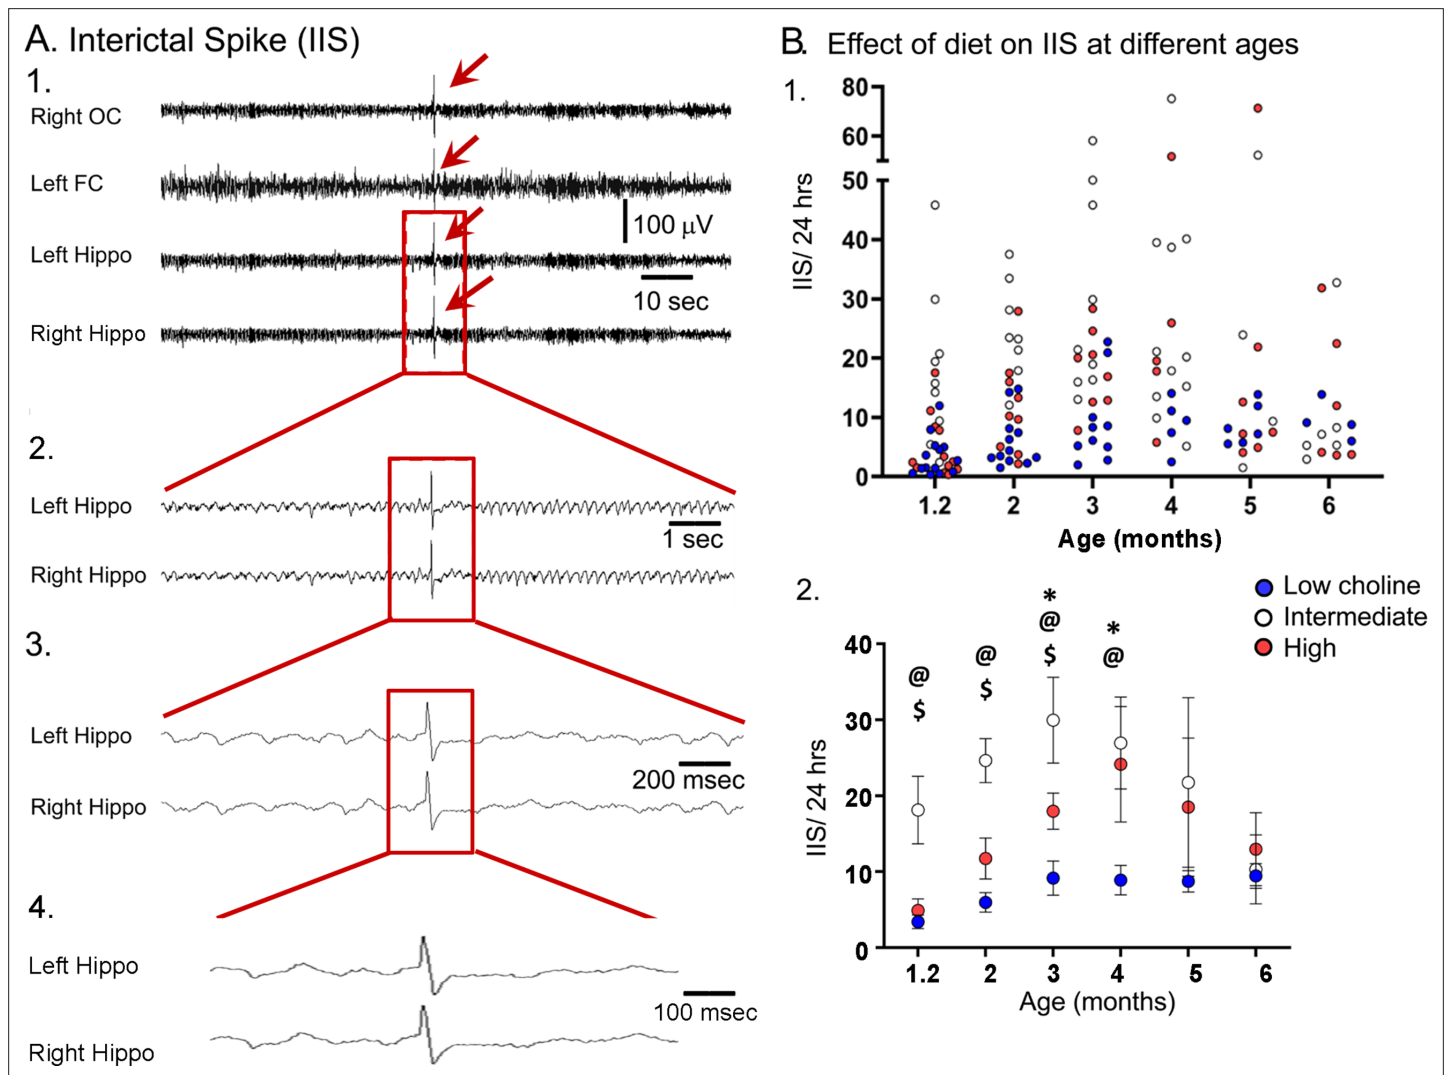 A. Interictal Spike (IIS)
1.
Right OC
Left FC
100 μV
Left Hippo
10 sec
Right Hippo
2.
Left Hippo
1 sec
Right Hippo
3.
Left Hippo
200 msec
Right Hippo
4.
Left Hippo
100 msec
Right Hippo
B. Effect of diet on IIS at different ages
1.
80
60
50
40
30
20
10
0
IIS/ 24 hrs
1.2 2 3 4 5 6
Age (months)
2.
Low choline
Intermediate
High
* 
@ @ @ * 
$ $ $ @
40
30
20
10
0
IIS/ 24 hrs
1.2 2 3 4 5 6
Age (months)